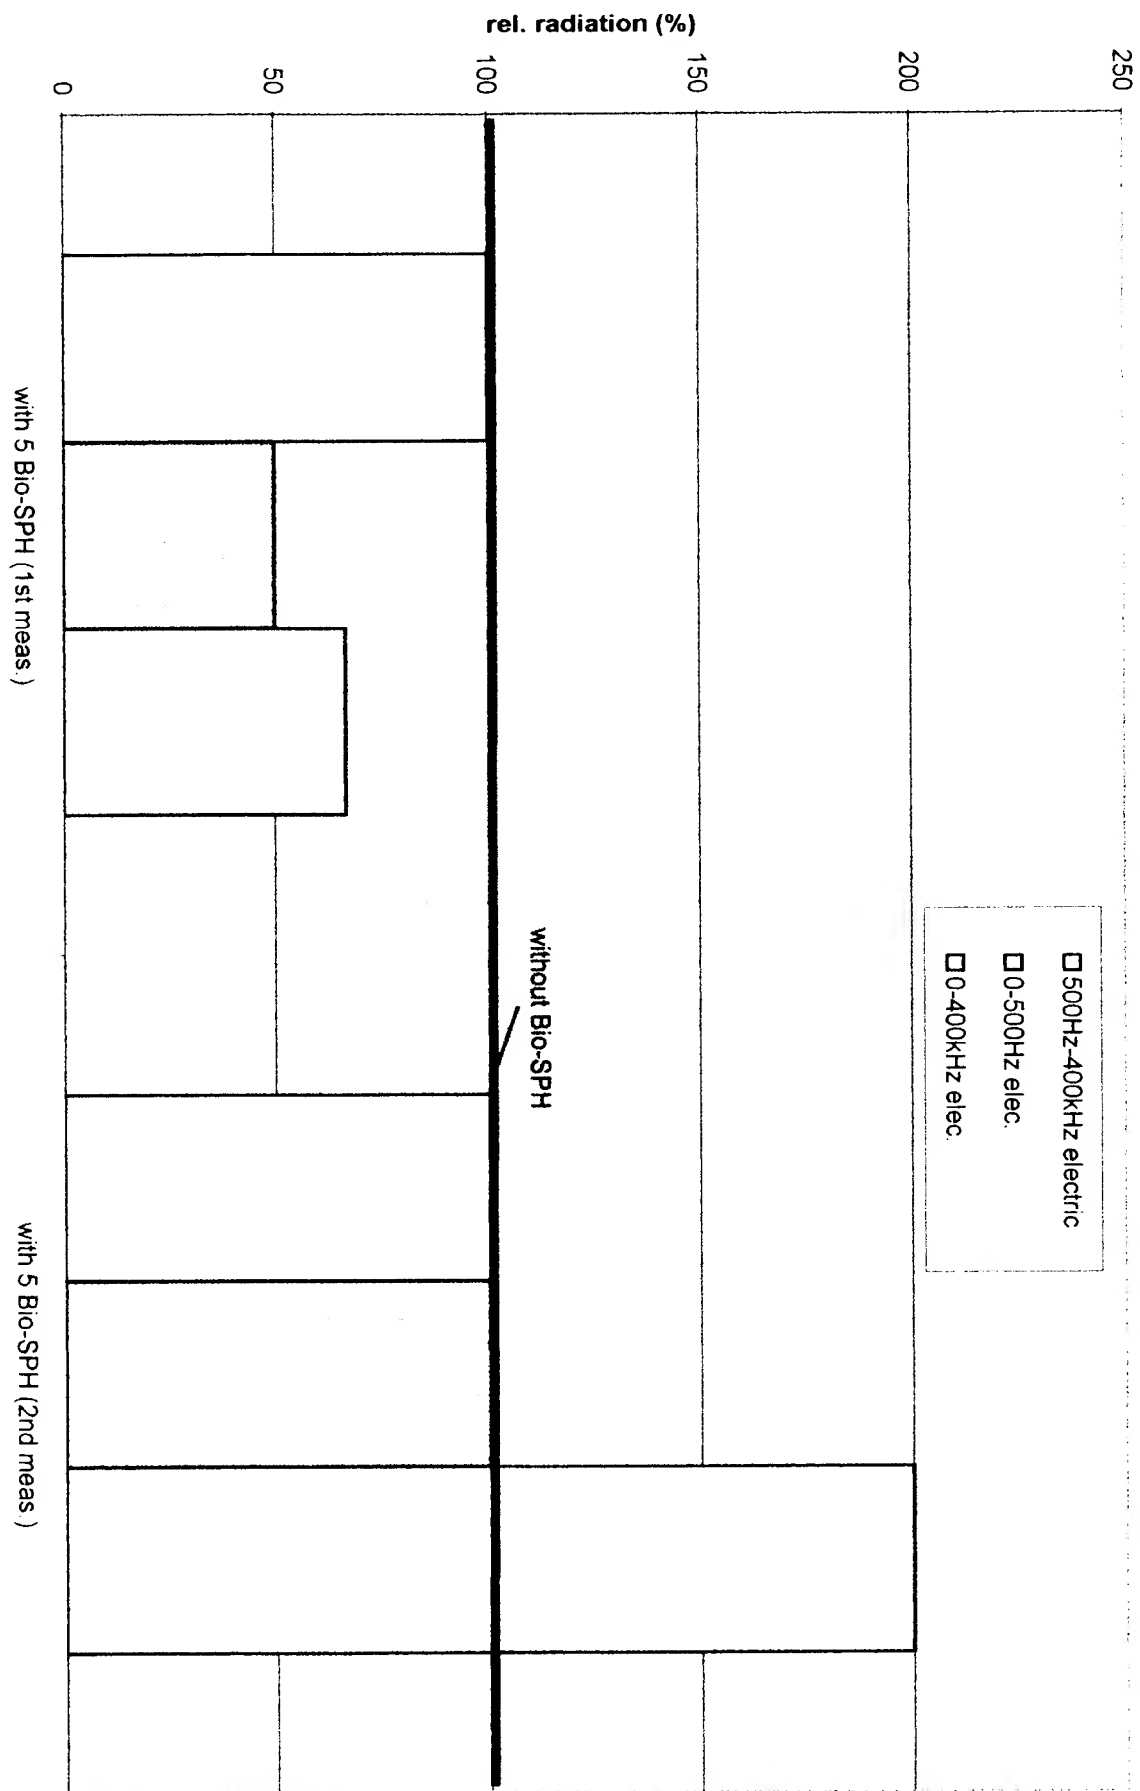 rel. radiation (%)
250
200
150
100
50
0
500Hz-400kHz electric
0-500Hz elec.
0-400kHz elec.
without Bio-SPH
with 5 Bio-SPH (1st meas.)
with 5 Bio-SPH (2nd meas.)